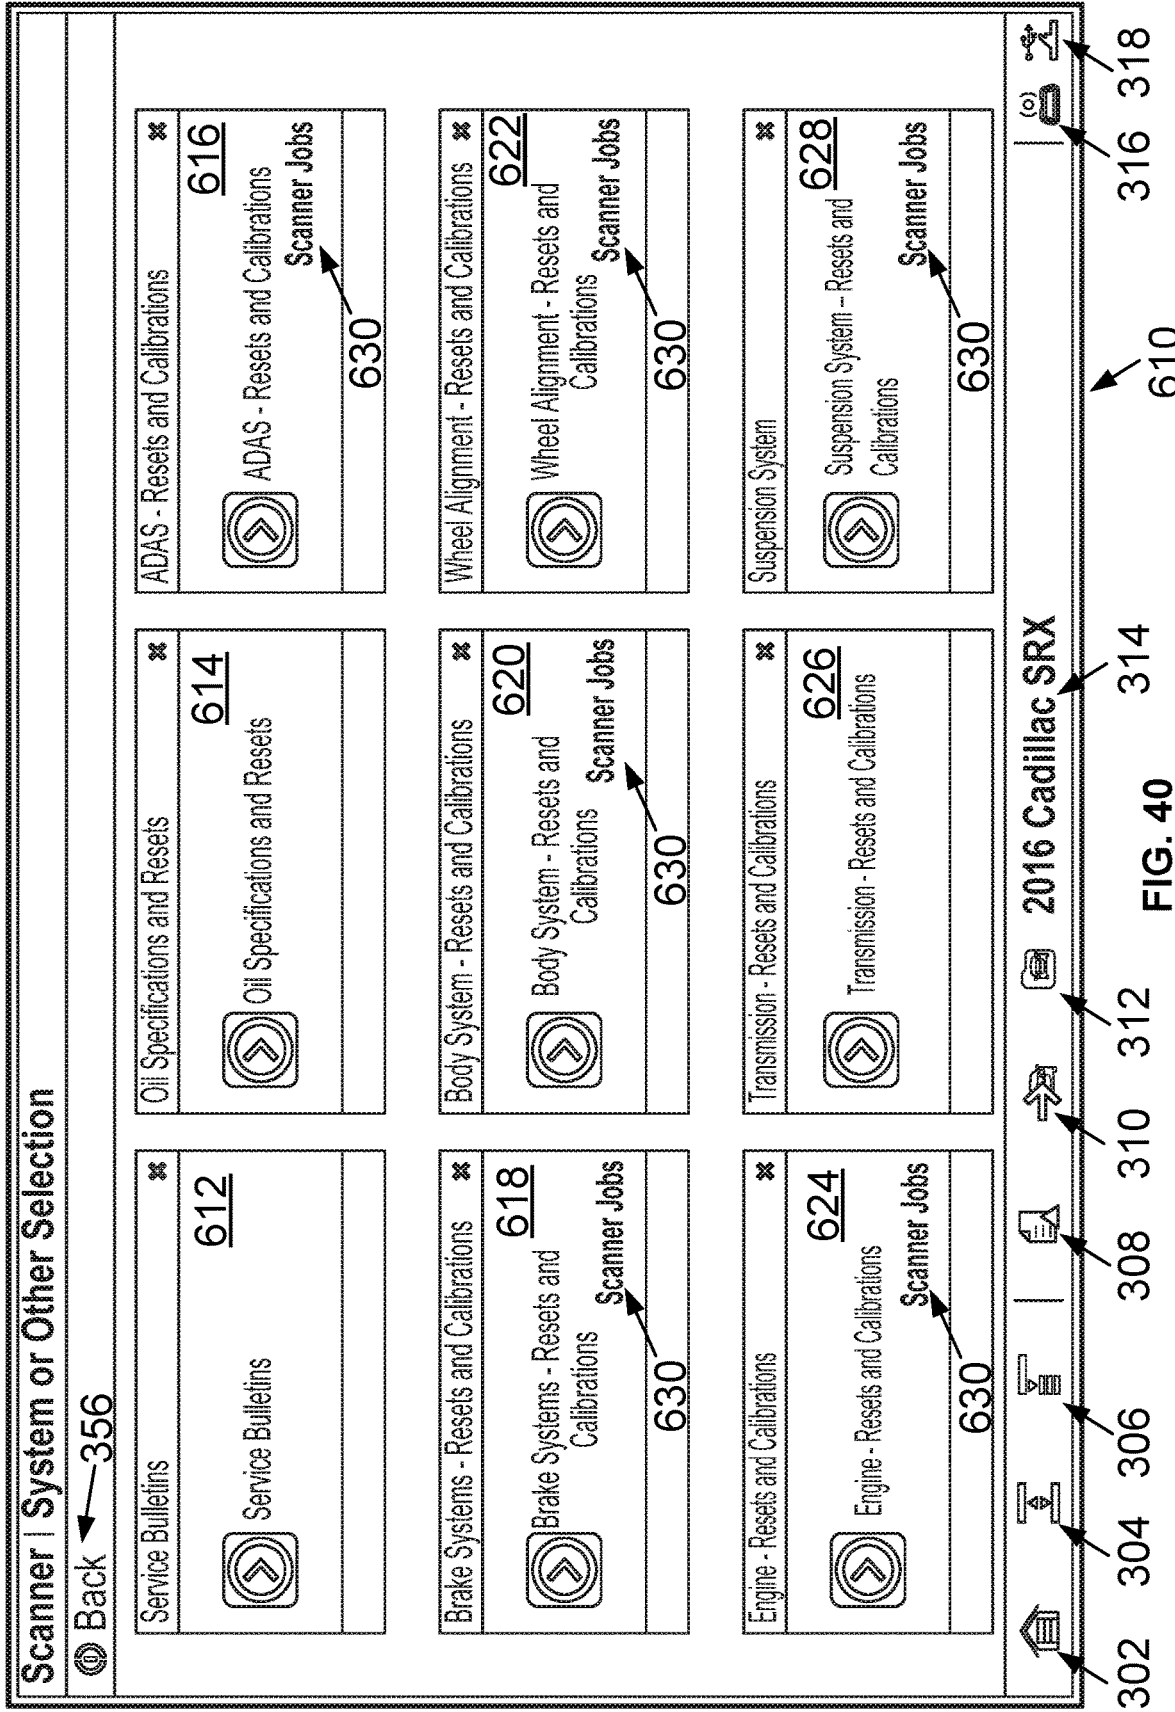 Scanner | System or Other Selection
Back
356
Service Bulletins
612
Service Bulletins
Oil Specifications and Resets
614
Oil Specifications and Resets
ADAS - Resets and Calibrations
616
ADAS - Resets and Calibrations
Scanner Jobs
630
Brake Systems - Resets and Calibrations
618
Brake Systems - Resets and
Calibrations
Scanner Jobs
630
Body System - Resets and Calibrations
620
Body System - Resets and
Calibrations
Scanner Jobs
630
Wheel Alignment - Resets and Calibrations
622
Wheel Alignment - Resets and
Calibrations
Scanner Jobs
630
Engine - Resets and Calibrations
624
Engine - Resets and Calibrations
Scanner Jobs
630
Transmission - Resets and Calibrations
626
Transmission - Resets and Calibrations
Suspension System
628
Suspension System – Resets and
Calibrations
Scanner Jobs
630
2016 Cadillac SRX
302
304
306
308
310
312
314
610
316
318
FIG. 40